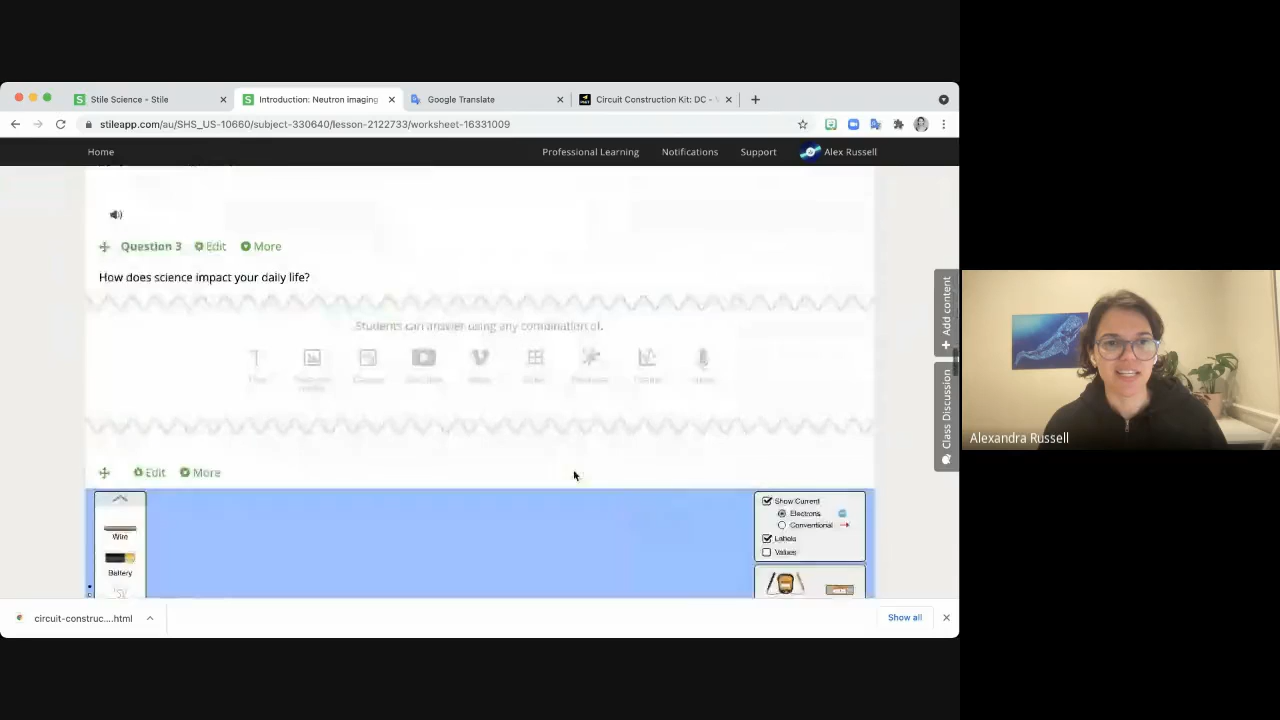 Stile Science - Stile
Introduction: Neutron imaging
Google Translate
Circuit Construction Kit: DC -
stileapp.com/au/SHS_US-10660/subject-330640/lesson-2122733/worksheet-16331009
Home
Professional Learning
Notifications
Support
Alex Russell
Question 3
Edit
More
How does science impact your daily life?
Students can answer using any combination of.
Edit
More
Wire
Battery
Show Current
Electrons
Conventional
Labels
Values
Add content
Class Discussion
circuit-construc....html
Show all
Alexandra Russell